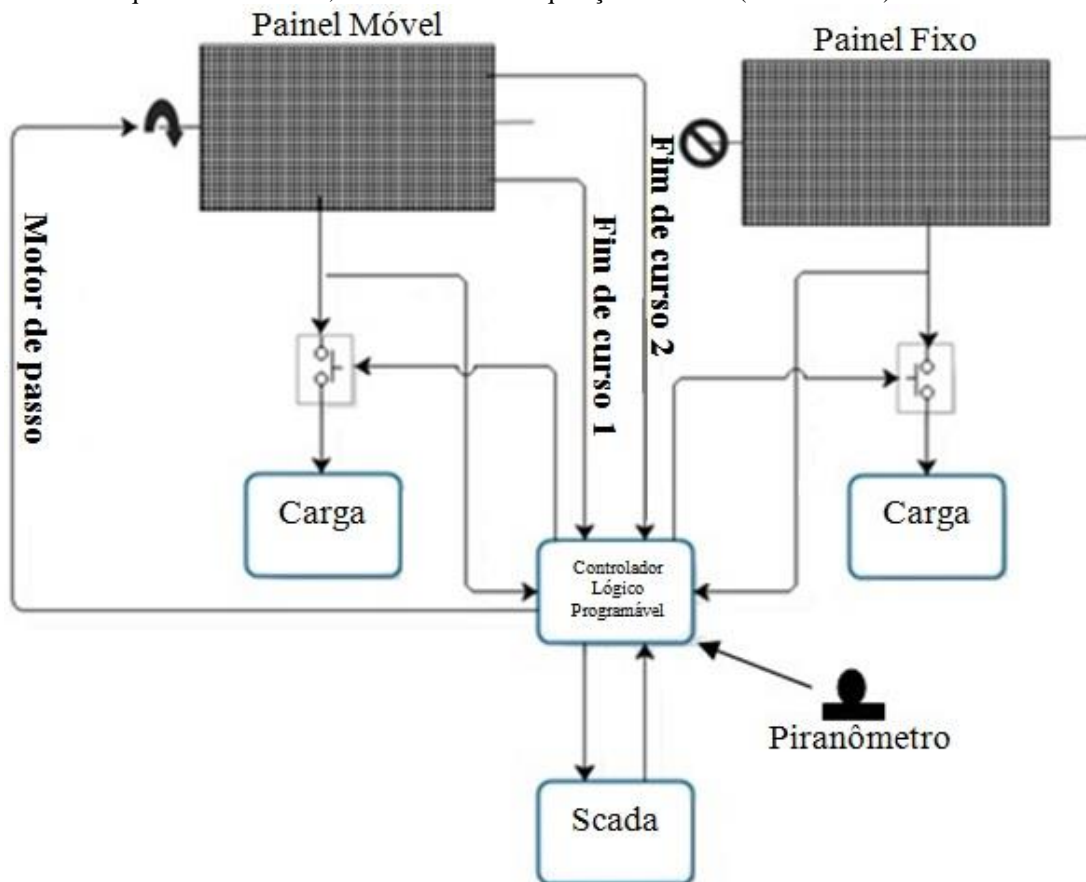 Painel Móvel
Painel Fixo
Motor de passo
Fim de curso 1
Fim de curso 2
Carga
Carga
Controlador
Lógico
Programável
Piranômetro
Scada